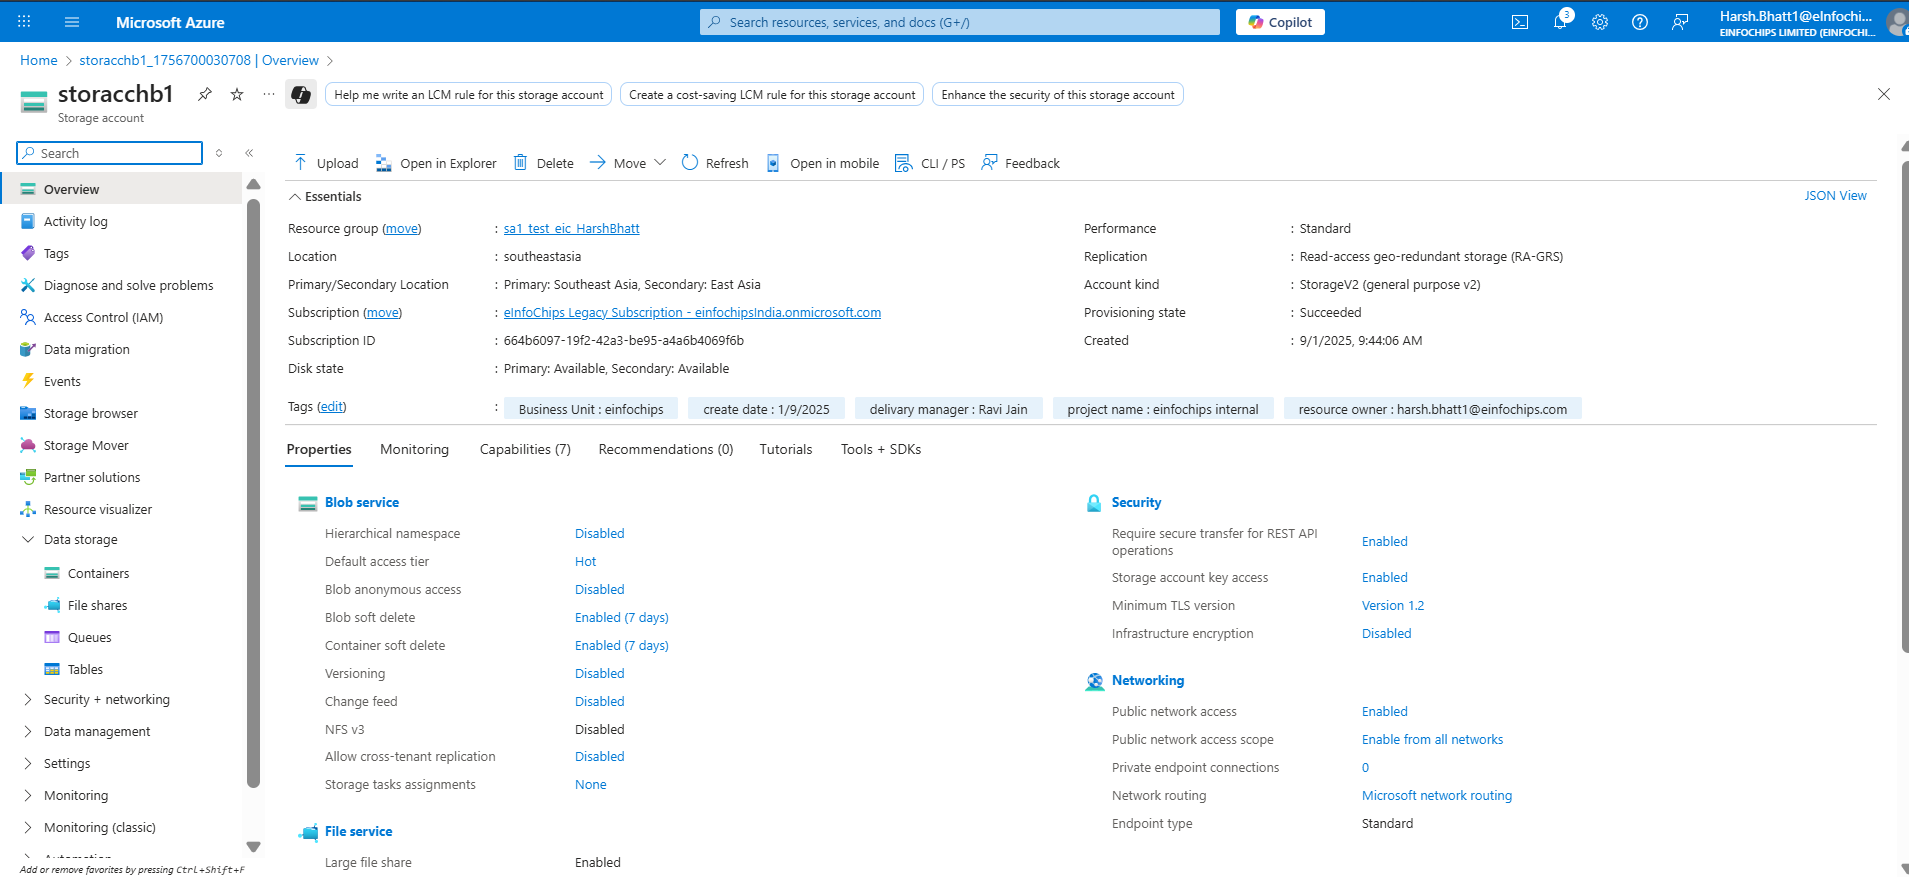 Microsoft Azure
Search resources, services, and docs (G+/)
Copilot
3
Harsh.Bhatt1@eInfochi...
EINFOCHIPS LIMITED (EINFOCHI...
Home > storacchb1_1756700030708 | Overview >
storacchb1
Storage account
Help me write an LCM rule for this storage account
Create a cost-saving LCM rule for this storage account
Enhance the security of this storage account
Search
Overview
Activity log
Tags
Diagnose and solve problems
Access Control (IAM)
Data migration
Events
Storage browser
Storage Mover
Partner solutions
Resource visualizer
Data storage
Containers
File shares
Queues
Tables
Security + networking
Data management
Settings
Monitoring
Monitoring (classic)
Automation
Add or remove favorites by pressing Ctrl+Shift+F
Upload Open in Explorer Delete Move Refresh Open in mobile CLI / PS Feedback
Essentials
JSON View
Resource group (move) : sa1_test_eic_HarshBhatt
Location : southeastasia
Primary/Secondary Location : Primary: Southeast Asia, Secondary: East Asia
Subscription (move) : eInfoChips Legacy Subscription - einfochipsIndia.onmicrosoft.com
Subscription ID : 664b6097-19f2-42a3-be95-a4a6b4069f6b
Disk state : Primary: Available, Secondary: Available
Performance : Standard
Replication : Read-access geo-redundant storage (RA-GRS)
Account kind : StorageV2 (general purpose v2)
Provisioning state : Succeeded
Created : 9/1/2025, 9:44:06 AM
Tags (edit) : Business Unit : einfochips create date : 1/9/2025 delivary manager : Ravi Jain project name : einfochips internal resource owner : harsh.bhatt1@einfochips.com
Properties Monitoring Capabilities (7) Recommendations (0) Tutorials Tools + SDKs
Blob service
Hierarchical namespace Disabled
Default access tier Hot
Blob anonymous access Disabled
Blob soft delete Enabled (7 days)
Container soft delete Enabled (7 days)
Versioning Disabled
Change feed Disabled
NFS v3 Disabled
Allow cross-tenant replication Disabled
Storage tasks assignments None
File service
Large file share Enabled
Security
Require secure transfer for REST API
operations Enabled
Storage account key access Enabled
Minimum TLS version Version 1.2
Infrastructure encryption Disabled
Networking
Public network access Enabled
Public network access scope Enable from all networks
Private endpoint connections 0
Network routing Microsoft network routing
Endpoint type Standard